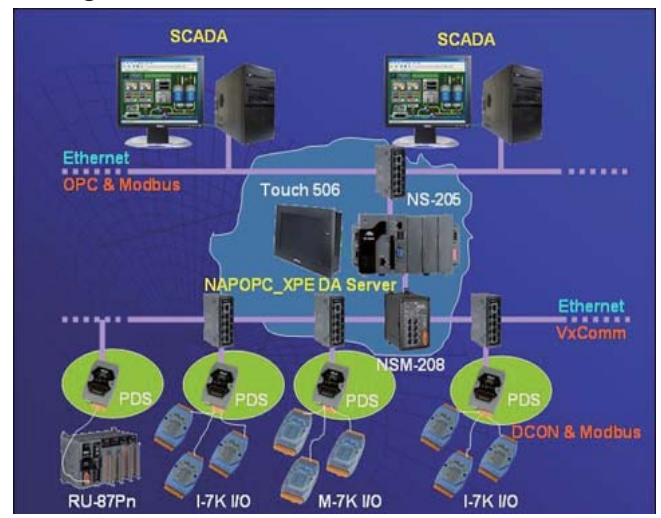 SCADA
SCADA
Ethernet
OPC & Modbus
Touch 506
NS-205
NAPOPC_XPE DA Server
Ethernet
VxComm
NSM-208
PDS
PDS
PDS
PDS
DCON & Modbus
RU-87Pn
I-7K I/O
M-7K I/O
I-7K I/O